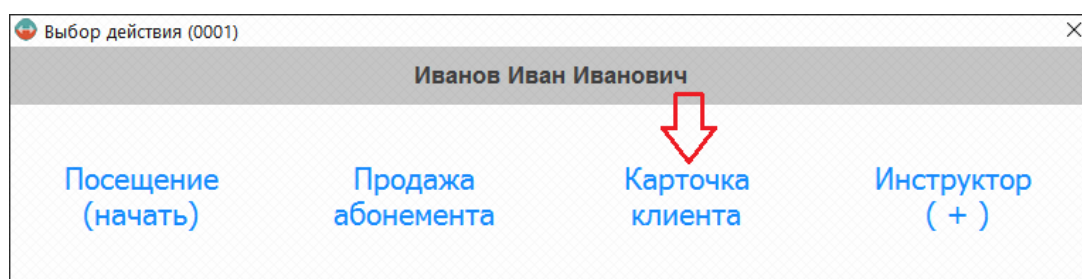 Выбор действия (0001)
Иванов Иван Иванович
Посещение
(начать)
Продажа
абонемента
Карточка
клиента
Инструктор
( + )